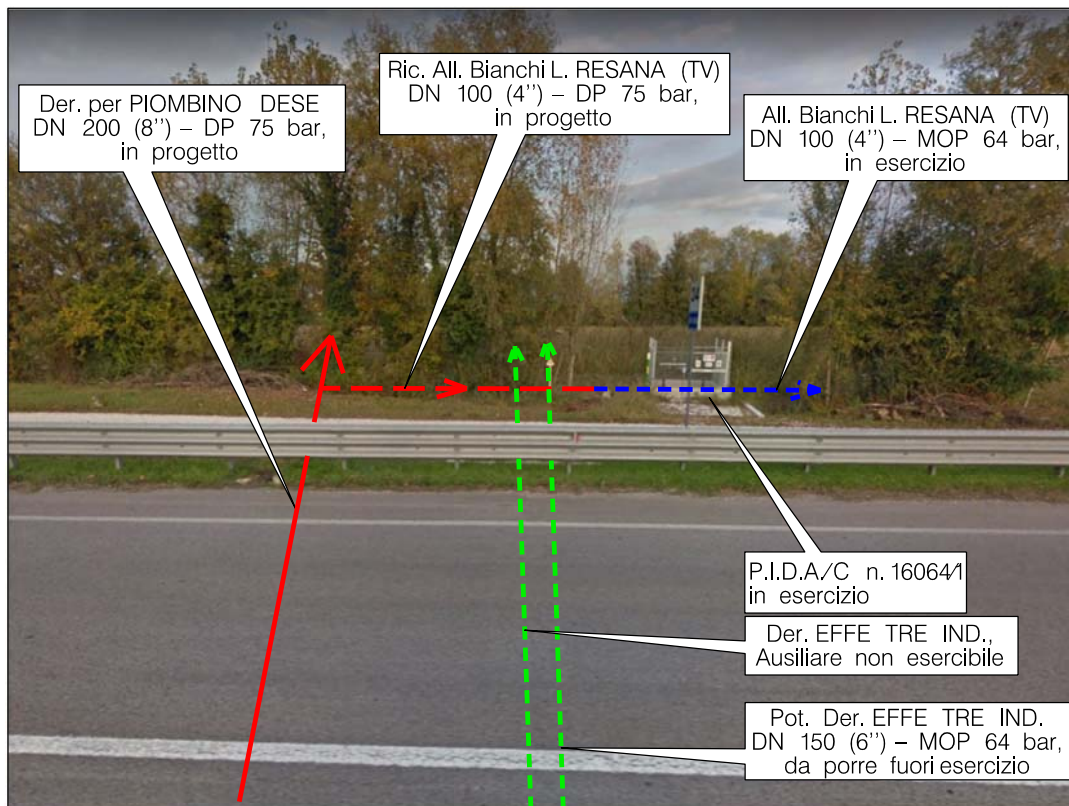 Der. per PIOMBINO DESE
DN 200 (8'') – DP 75 bar,
in progetto
Ric. All. Bianchi L. RESANA (TV)
DN 100 (4'') – DP 75 bar,
in progetto
All. Bianchi L. RESANA (TV)
DN 100 (4'') – MOP 64 bar,
in esercizio
P.I.D.A/C n. 16064/1
in esercizio
Der. EFFE TRE IND.,
Ausiliare non esercibile
Pot. Der. EFFE TRE IND.
DN 150 (6'') – MOP 64 bar,
da porre fuori esercizio